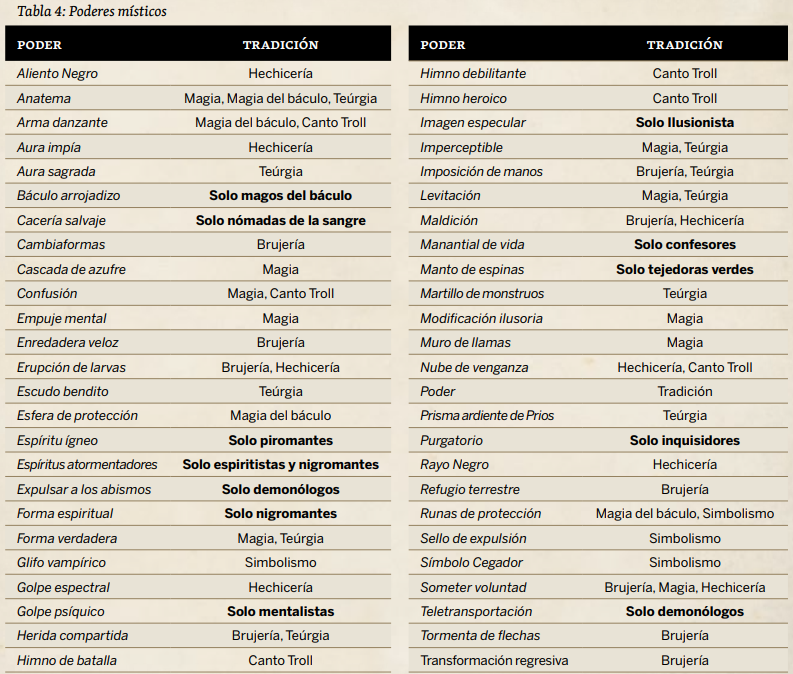 Tabla 4: Poderes místicos
PODER TRADICIÓN
Aliento Negro Hechicería
Anatema Magia, Magia del báculo, Teúrgia
Arma danzante Magia del báculo, Canto Troll
Aura impía Hechicería
Aura sagrada Teúrgia
Báculo arrojadizo Solo magos del báculo
Cacería salvaje Solo nómadas de la sangre
Cambiaformas Brujería
Cascada de azufre Magia
Confusión Magia, Canto Troll
Empuje mental Magia
Enredadera veloz Brujería
Erupción de larvas Brujería, Hechicería
Escudo bendito Teúrgia
Esfera de protección Magia del báculo
Espíritu ígneo Solo piromantes
Espíritus atormentadores Solo espiritistas y nigromantes
Expulsar a los abismos Solo demonólogos
Forma espiritual Solo nigromantes
Forma verdadera Magia, Teúrgia
Glifo vampírico Simbolismo
Golpe espectral Hechicería
Golpe psíquico Solo mentalistas
Herida compartida Brujería, Teúrgia
Himno de batalla Canto Troll
PODER TRADICIÓN
Himno debilitante Canto Troll
Himno heroico Canto Troll
Imagen especular Solo Ilusionista
Imperceptible Magia, Teúrgia
Imposición de manos Brujería, Teúrgia
Levitación Magia, Teúrgia
Maldición Brujería, Hechicería
Manantial de vida Solo confesores
Manto de espinas Solo tejedoras verdes
Martillo de monstruos Teúrgia
Modificación ilusoria Magia
Muro de llamas Magia
Nube de venganza Hechicería, Canto Troll
Poder Tradición
Prisma ardiente de Prios Teúrgia
Purgatorio Solo inquisidores
Rayo Negro Hechicería
Refugio terrestre Brujería
Runas de protección Magia del báculo, Simbolismo
Sello de expulsión Simbolismo
Símbolo Cegador Simbolismo
Someter voluntad Brujería, Magia, Hechicería
Teletransportación Solo demonólogos
Tormenta de flechas Brujería
Transformación regresiva Brujería